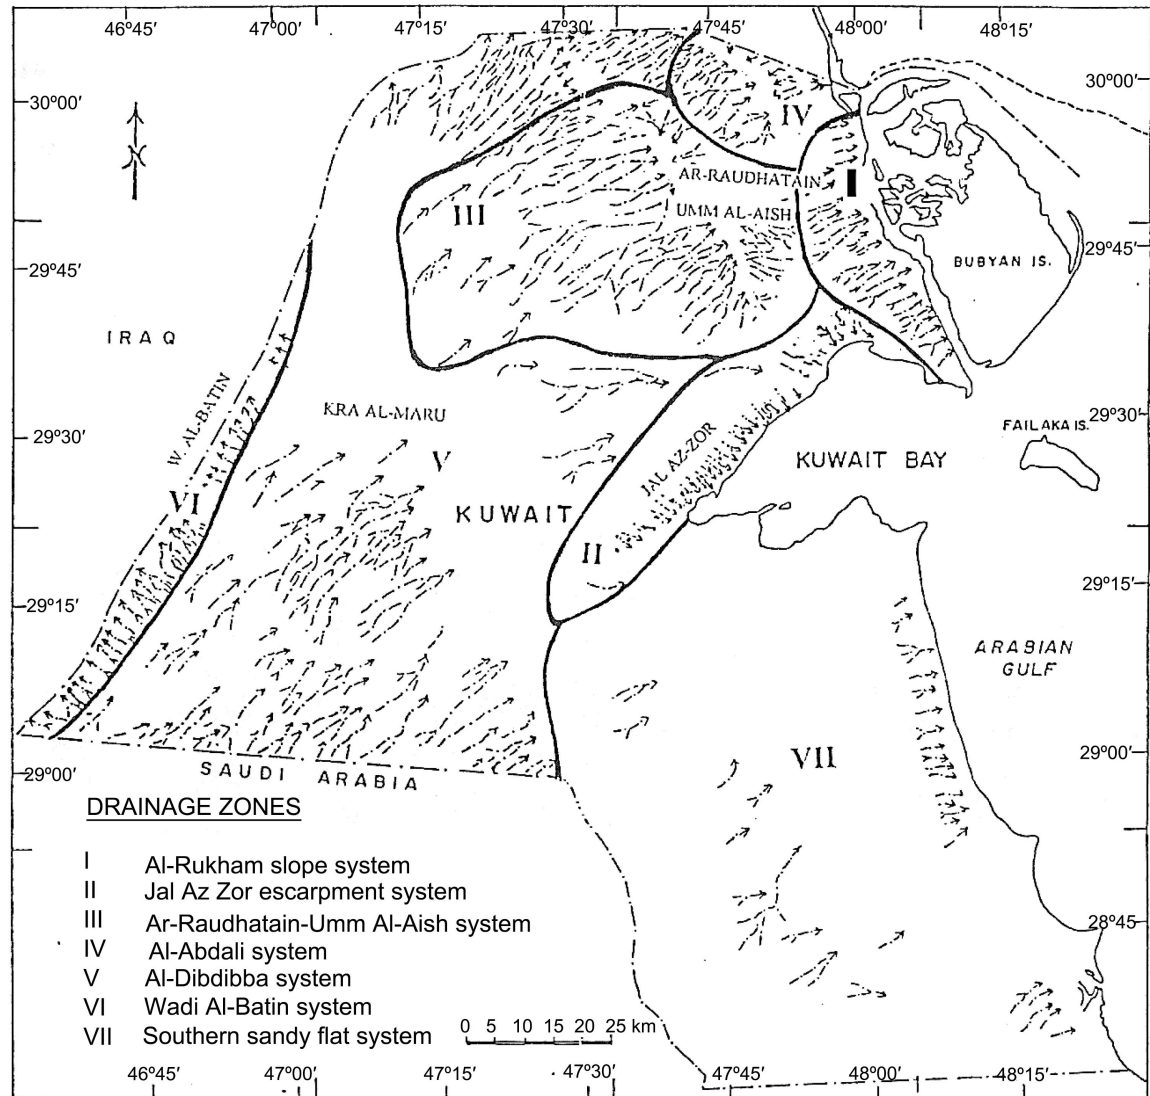 46°45′ 47°00′ 47°15′ 47°30′ 47°45′ 48°00′ 48°15′
30°00′
30°00′
N
IV
AR-RAUDHATAIN
I
III
UMM AL-AISH
29°45′
BUBYAN IS.
29°45′
IRAQ
W. AL-BATIN
KRA AL-MARU
29°30′
FAILAKA IS.
29°30′
V
JAL AZ-ZOR
KUWAIT BAY
VI
KUWAIT
II
29°15′
29°15′
ARABIAN
GULF
VII
29°00′
29°00′
SAUDI ARABIA
DRAINAGE ZONES
I Al-Rukham slope system
II Jal Az Zor escarpment system
III Ar-Raudhatain-Umm Al-Aish system
IV Al-Abdali system
V Al-Dibdibba system
VI Wadi Al-Batin system
VII Southern sandy flat system
28°45′
0 5 10 15 20 25 km
46°45′ 47°00′ 47°15′ 47°30′ 47°45′ 48°00′ 48°15′